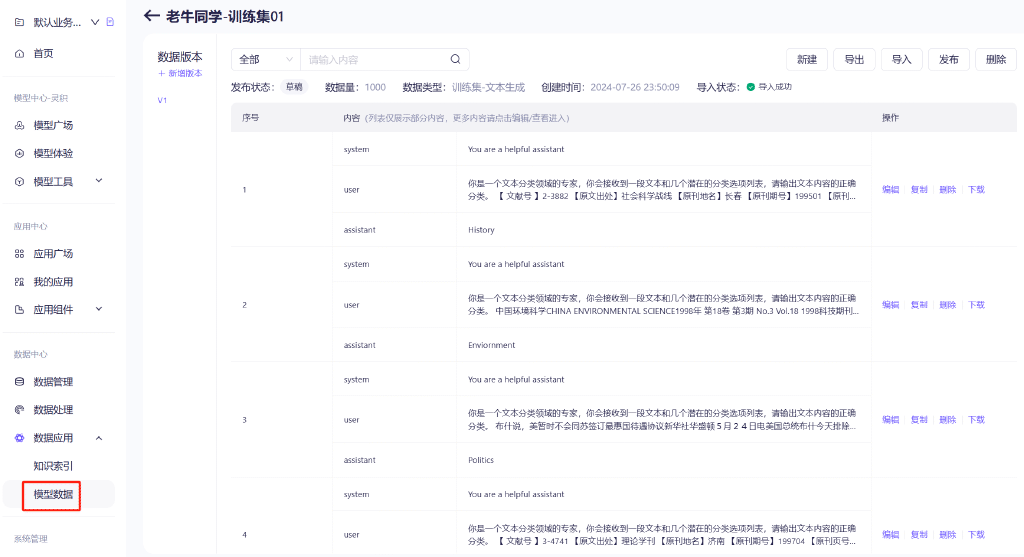 默认业务...
首页
模型中心-灵积
模型广场
模型体验
模型工具
应用中心
应用广场
我的应用
应用组件
数据中心
数据管理
数据处理
数据应用
知识索引
模型数据
系统管理
老牛同学-训练集01
数据版本
+ 新增版本
V1
全部 请输入内容 新建 导出 导入 发布 删除
发布状态: 草稿 数据量: 1000 数据类型: 训练集-文本生成 创建时间: 2024-07-26 23:50:09 导入状态: 导入成功
序号 内容 (列表仅展示部分内容, 更多内容请点击编辑/查看进入) 操作
system You are a helpful assistant
1 user 你是一个文本分类领域的专家，你会接收到一段文本和几个潜在的分类选项列表，请输出文本内容的正确
分类。 【 文献号 】2-3882 【原文出处】社会科学战线 【原刊地名】长春 【原刊期号】199501 【原刊... 编辑 复制 删除 下载
assistant History
system You are a helpful assistant
2 user 你是一个文本分类领域的专家，你会接收到一段文本和几个潜在的分类选项列表，请输出文本内容的正确
分类。 中国环境科学CHINA ENVIRONMENTAL SCIENCE1998年 第18卷 第3期 No.3 Vol.18 1998科技期刊... 编辑 复制 删除 下载
assistant Enviornment
system You are a helpful assistant
3 user 你是一个文本分类领域的专家，你会接收到一段文本和几个潜在的分类选项列表，请输出文本内容的正确
分类。 布什说，美暂时不会同苏签订最惠国待遇协议新华社华盛顿５月２４日电美国总统布什今天排除... 编辑 复制 删除 下载
assistant Politics
system You are a helpful assistant
4 user 你是一个文本分类领域的专家，你会接收到一段文本和几个潜在的分类选项列表，请输出文本内容的正确
分类。 【 文献号 】3-4741 【原文出处】理论学刊 【原刊地名】济南 【原刊期号】199704 【原刊页号... 编辑 复制 删除 下载